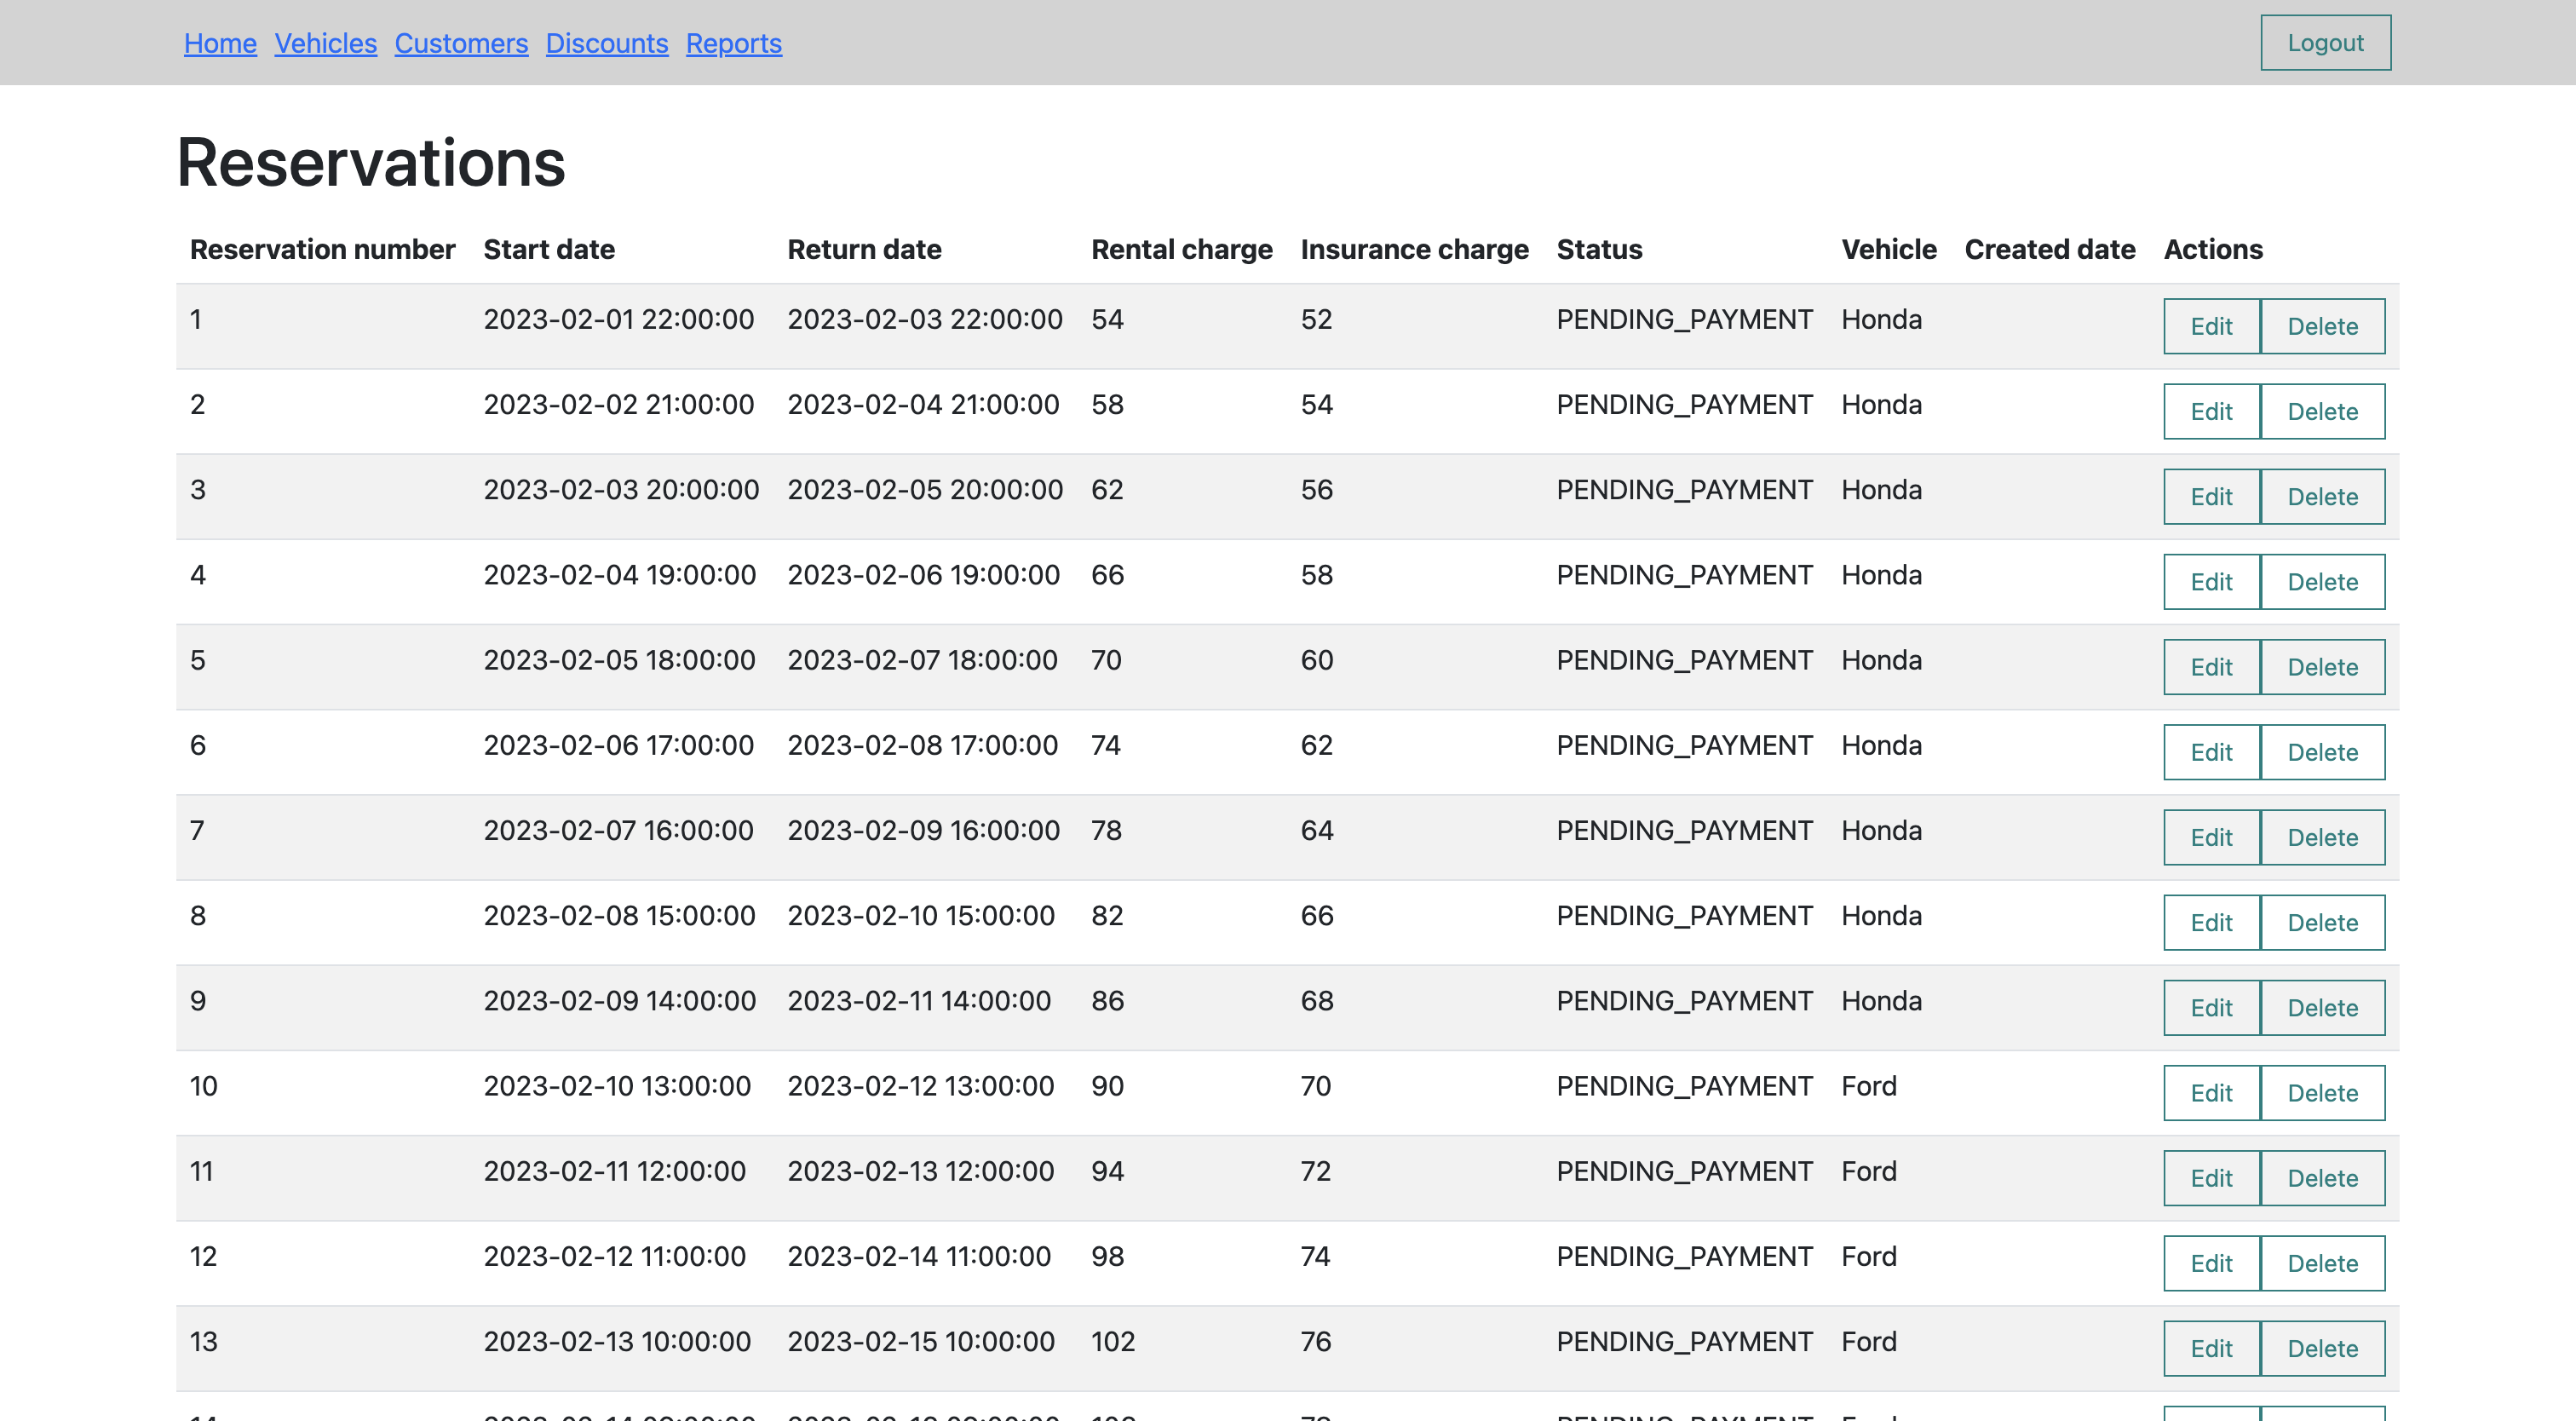 Home Vehicles Customers Discounts Reports Logout
Reservations
Reservation number Start date Return date Rental charge Insurance charge Status Vehicle Created date Actions
1 2023-02-01 22:00:00 2023-02-03 22:00:00 54 52 PENDING_PAYMENT Honda Edit Delete
2 2023-02-02 21:00:00 2023-02-04 21:00:00 58 54 PENDING_PAYMENT Honda Edit Delete
3 2023-02-03 20:00:00 2023-02-05 20:00:00 62 56 PENDING_PAYMENT Honda Edit Delete
4 2023-02-04 19:00:00 2023-02-06 19:00:00 66 58 PENDING_PAYMENT Honda Edit Delete
5 2023-02-05 18:00:00 2023-02-07 18:00:00 70 60 PENDING_PAYMENT Honda Edit Delete
6 2023-02-06 17:00:00 2023-02-08 17:00:00 74 62 PENDING_PAYMENT Honda Edit Delete
7 2023-02-07 16:00:00 2023-02-09 16:00:00 78 64 PENDING_PAYMENT Honda Edit Delete
8 2023-02-08 15:00:00 2023-02-10 15:00:00 82 66 PENDING_PAYMENT Honda Edit Delete
9 2023-02-09 14:00:00 2023-02-11 14:00:00 86 68 PENDING_PAYMENT Honda Edit Delete
10 2023-02-10 13:00:00 2023-02-12 13:00:00 90 70 PENDING_PAYMENT Ford Edit Delete
11 2023-02-11 12:00:00 2023-02-13 12:00:00 94 72 PENDING_PAYMENT Ford Edit Delete
12 2023-02-12 11:00:00 2023-02-14 11:00:00 98 74 PENDING_PAYMENT Ford Edit Delete
13 2023-02-13 10:00:00 2023-02-15 10:00:00 102 76 PENDING_PAYMENT Ford Edit Delete